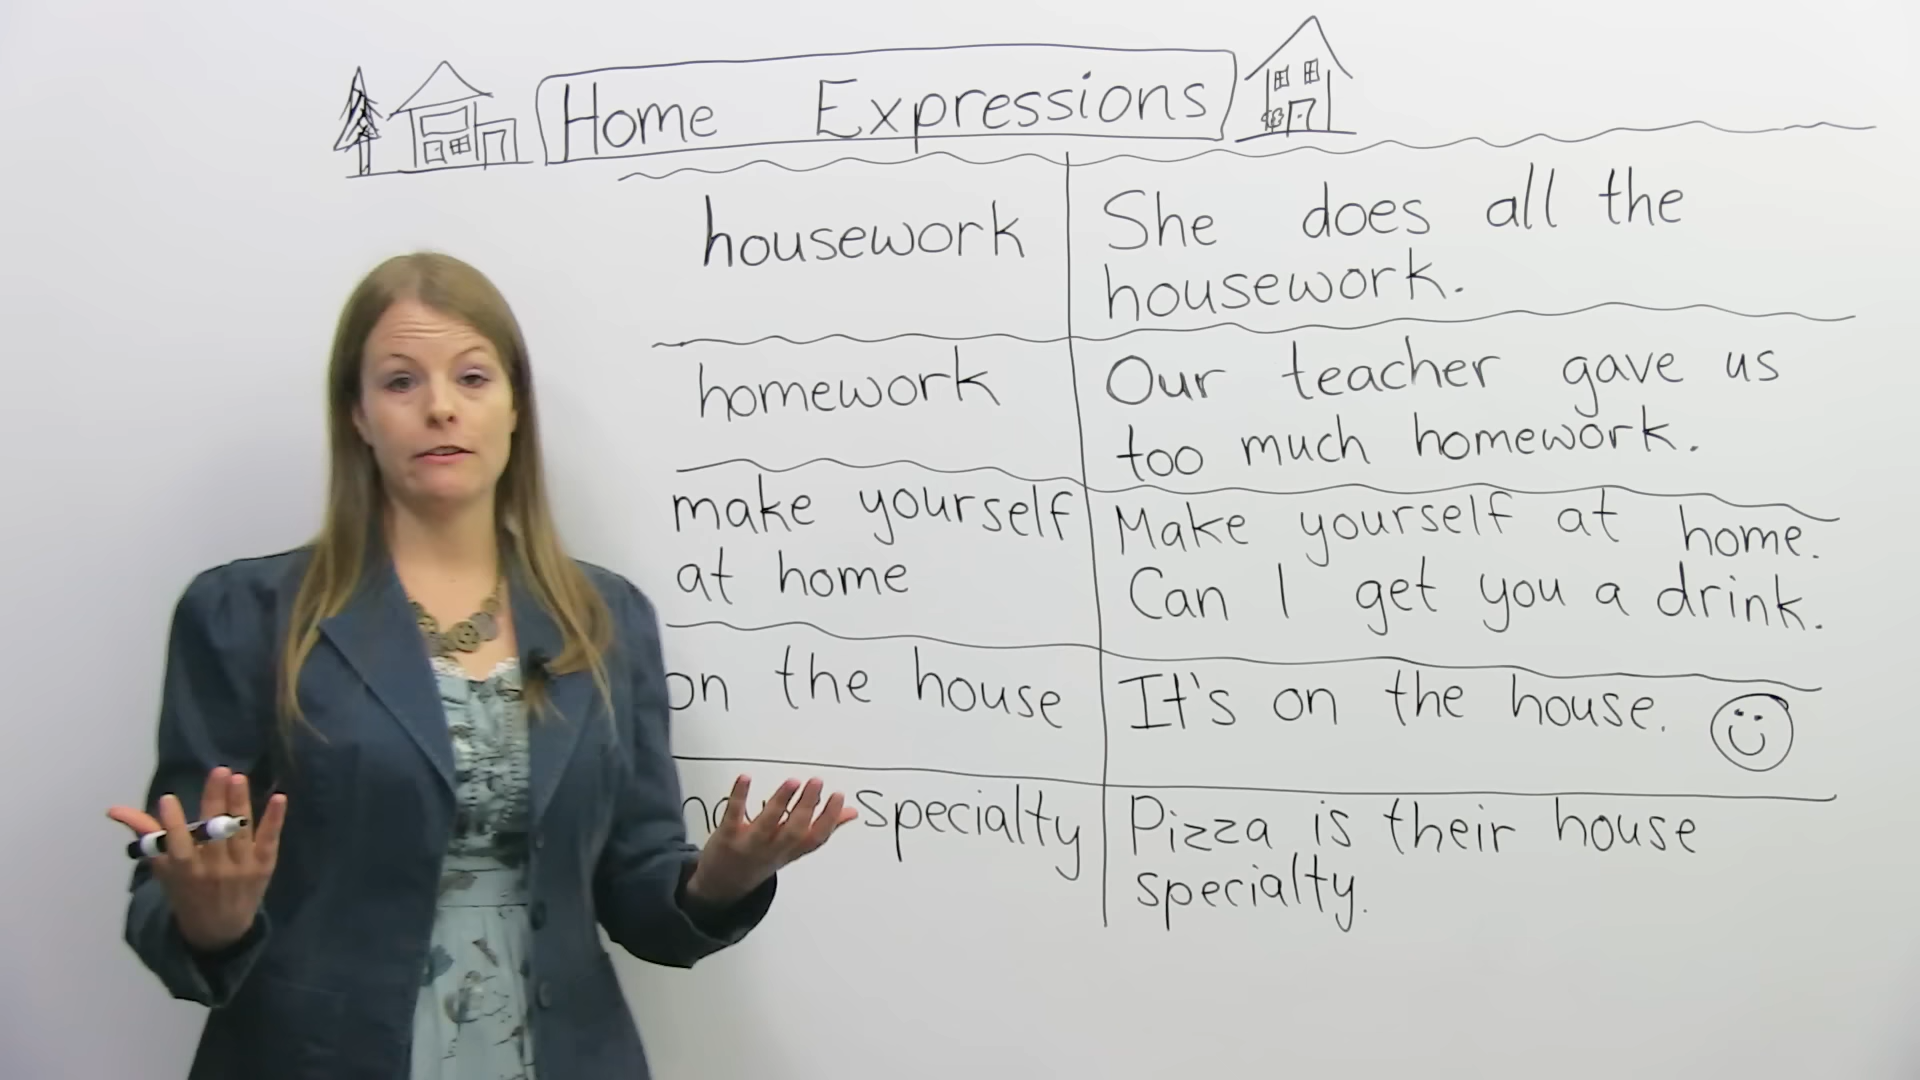 Home Expressions
housework
She does all the
housework.
homework
Our teacher gave us
too much homework.
make yourself
at home
Make yourself at home.
Can I get you a drink.
on the house
It's on the house.
specialty
Pizza is their house
specialty.